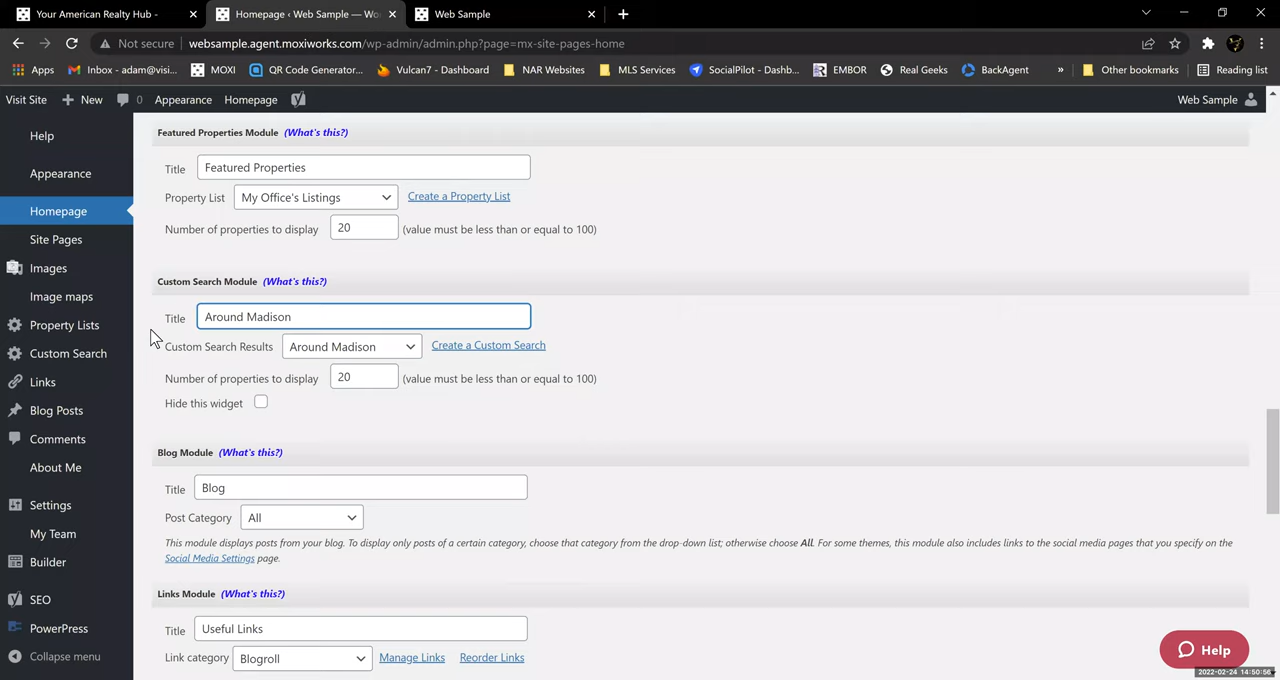 Your American Realty Hub -
Homepage ‹ Web Sample — Wo
Web Sample
Not secure
websample.agent.moxiworks.com/wp-admin/admin.php?page=mx-site-pages-home
Apps
Inbox - adam@visi...
MOXI
QR Code Generator...
Vulcan7 - Dashboard
NAR Websites
MLS Services
SocialPilot - Dashb...
EMBOR
Real Geeks
BackAgent
»
Other bookmarks
Reading list
Visit Site
New
0
Appearance
Homepage
Web Sample
Help
Appearance
Homepage
Site Pages
Images
Image maps
Property Lists
Custom Search
Links
Blog Posts
Comments
About Me
Settings
My Team
Builder
SEO
PowerPress
Collapse menu
Featured Properties Module (What's this?)
Title Featured Properties
Property List My Office's Listings Create a Property List
Number of properties to display 20 (value must be less than or equal to 100)
Custom Search Module (What's this?)
Title Around Madison
Custom Search Results Around Madison Create a Custom Search
Number of properties to display 20 (value must be less than or equal to 100)
Hide this widget
Blog Module (What's this?)
Title Blog
Post Category All
This module displays posts from your blog. To display only posts of a certain category, choose that category from the drop-down list; otherwise choose All. For some themes, this module also includes links to the social media pages that you specify on the
Social Media Settings page.
Links Module (What's this?)
Title Useful Links
Link category Blogroll Manage Links Reorder Links
Help
2022-02-24 14:50:56